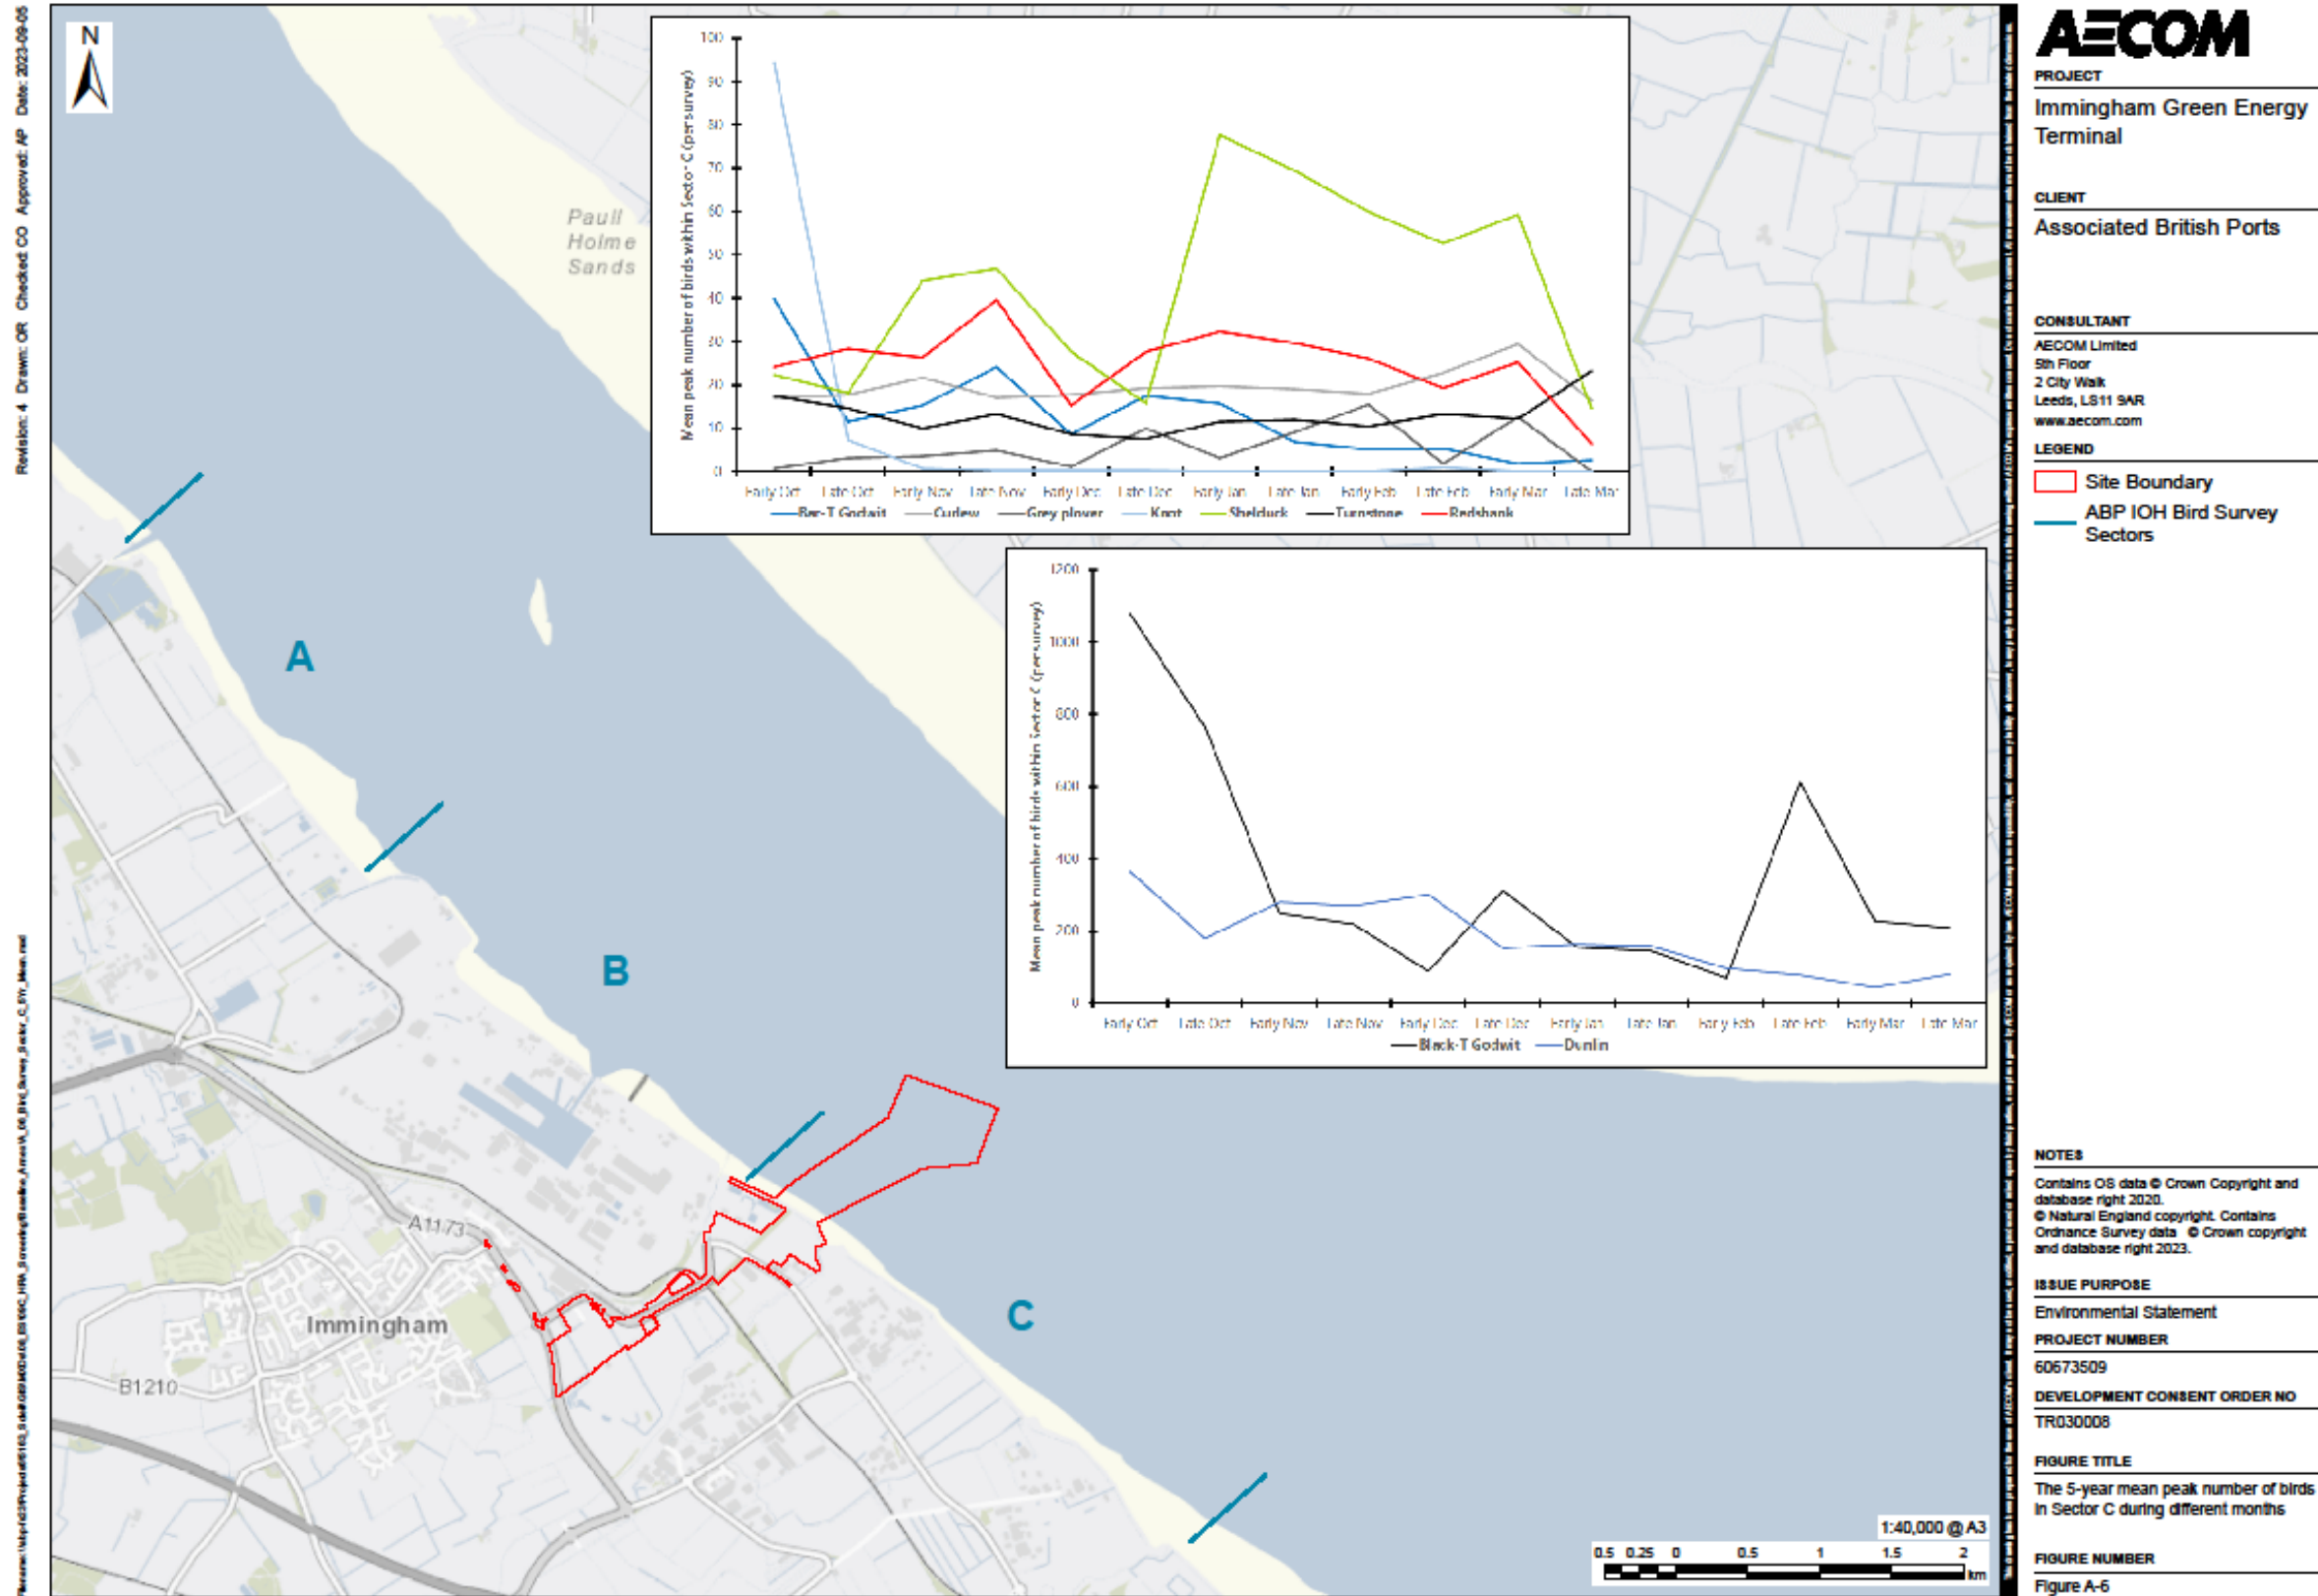 Revision: 4 Drawn: OR Checked: CO Approved: AP Date: 2023-09-05
N
Paull
Holme
Sands
A
B
C
A1173
Immingham
B1210
Mean peak number of birds within Sector C (per survey)
100
90
80
70
60
50
40
30
20
10
0
Early Oct Late Oct Early Nov Late Nov Early Dec Late Dec Early Jan Late Jan Early Feb Late Feb Early Mar Late Mar
Bar-T Godwit Curlew Grey plover Knot Shelduck Turnstone Redshank
Mean peak number of birds within Sector C (per survey)
1200
1000
800
600
400
200
0
Early Oct Late Oct Early Nov Late Nov Early Dec Late Dec Early Jan Late Jan Early Feb Late Feb Early Mar Late Mar
Black-T Godwit Dunlin
1:40,000 @ A3
0.5 0.25 0 0.5 1 1.5 2
km
AECOM
PROJECT
Immingham Green Energy
Terminal
CLIENT
Associated British Ports
CONSULTANT
AECOM Limited
5th Floor
2 City Walk
Leeds, LS11 9AR
www.aecom.com
LEGEND
Site Boundary
ABP IOH Bird Survey
Sectors
NOTES
Contains OS data © Crown Copyright and
database right 2020.
© Natural England copyright. Contains
Ordnance Survey data © Crown copyright
and database right 2023.
ISSUE PURPOSE
Environmental Statement
PROJECT NUMBER
60673509
DEVELOPMENT CONSENT ORDER NO
TR030008
FIGURE TITLE
The 5-year mean peak number of birds
in Sector C during different months
FIGURE NUMBER
Figure A-6